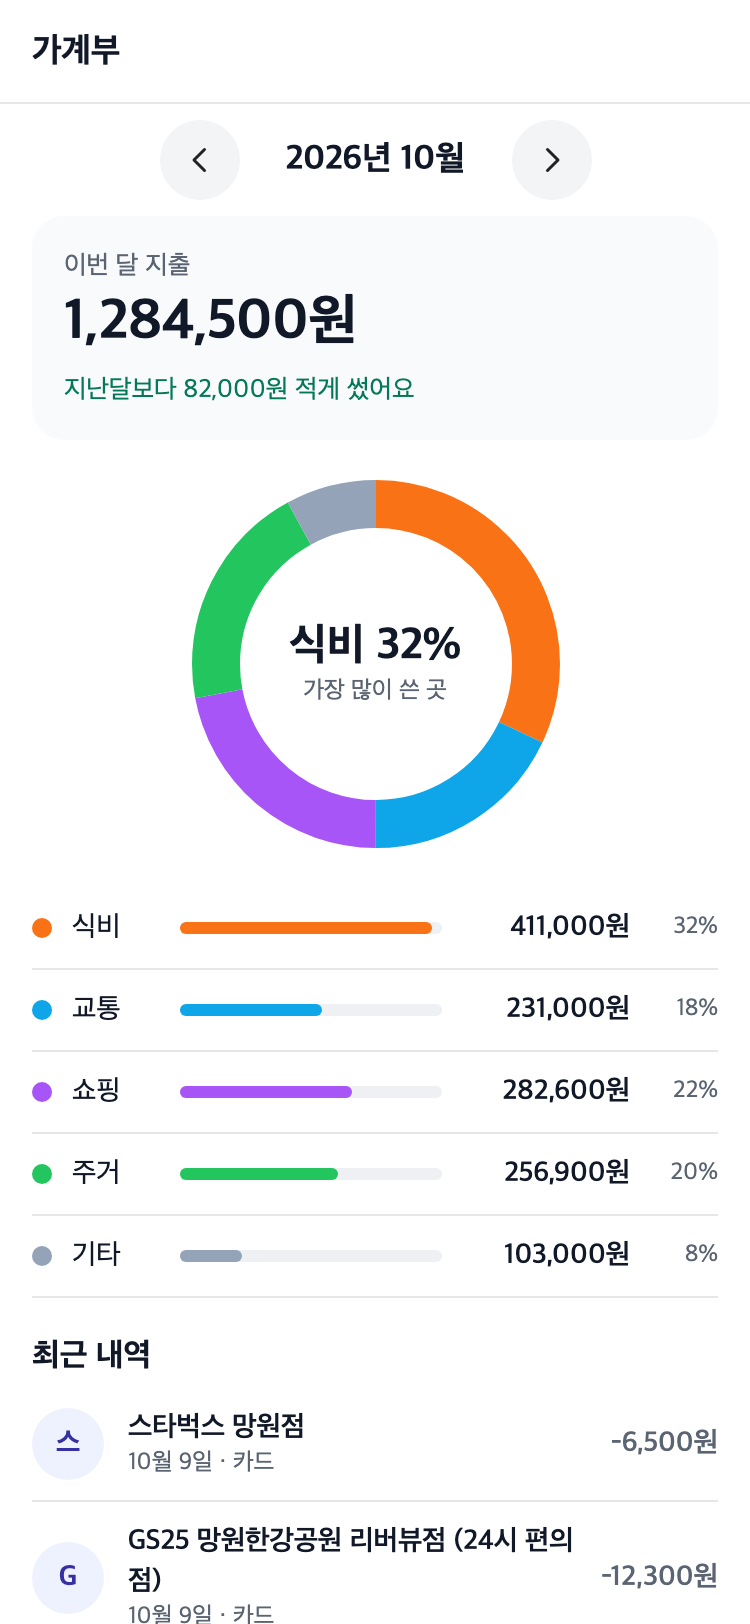 가계부
2026년 10월
이번 달 지출
1,284,500원
지난달보다 82,000원 적게 썼어요
식비 32%
가장 많이 쓴 곳
식비 411,000원 32%
교통 231,000원 18%
쇼핑 282,600원 22%
주거 256,900원 20%
기타 103,000원 8%
최근 내역
스
스타벅스 망원점
10월 9일 · 카드
-6,500원
G
GS25 망원한강공원 리버뷰점 (24시 편의
점)
10월 9일 · 카드
-12,300원